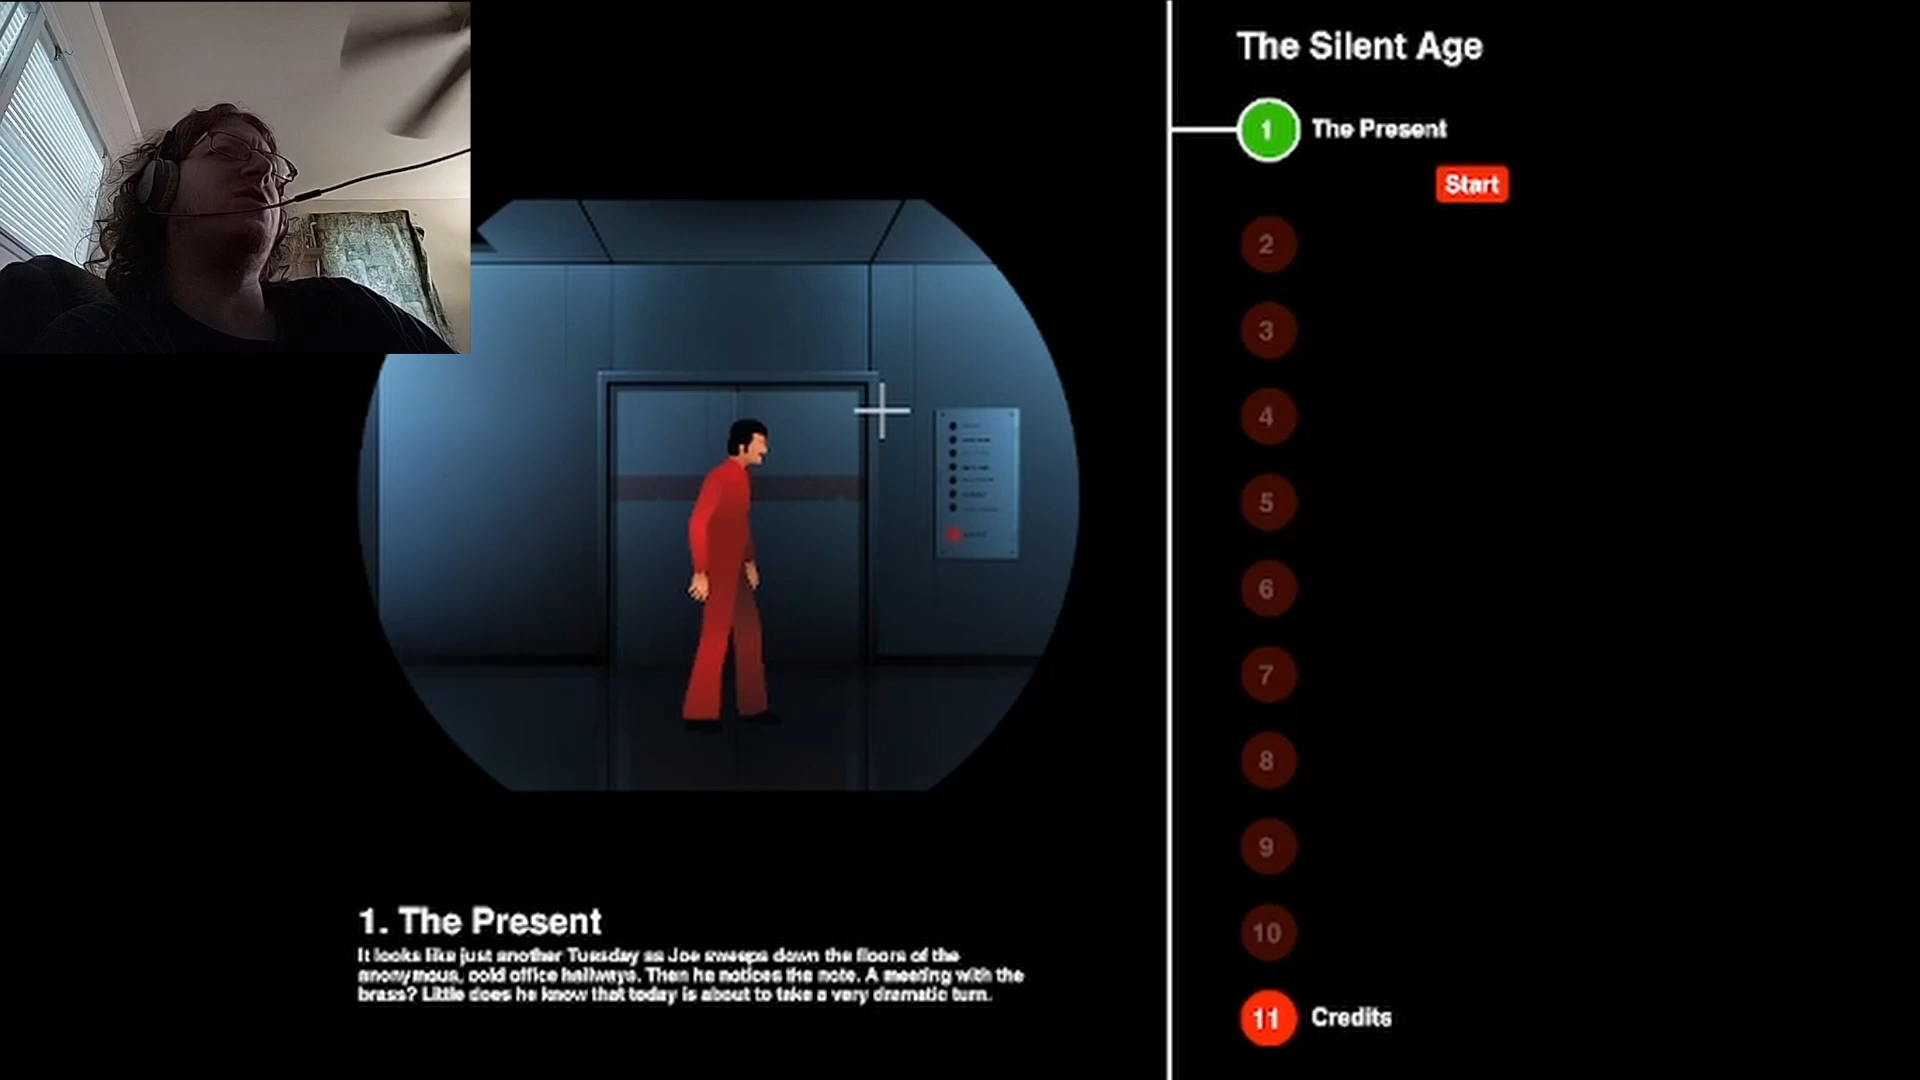 The Silent Age
1 The Present
Start
2
3
4
5
6
7
8
9
10
11 Credits
1. The Present
It looks like just another Tuesday as Joe sweeps down the floors of the
anonymous, cold office hallways. Then he notices the note. A meeting with the
brass? Little does he know that today is about to take a very dramatic turn.